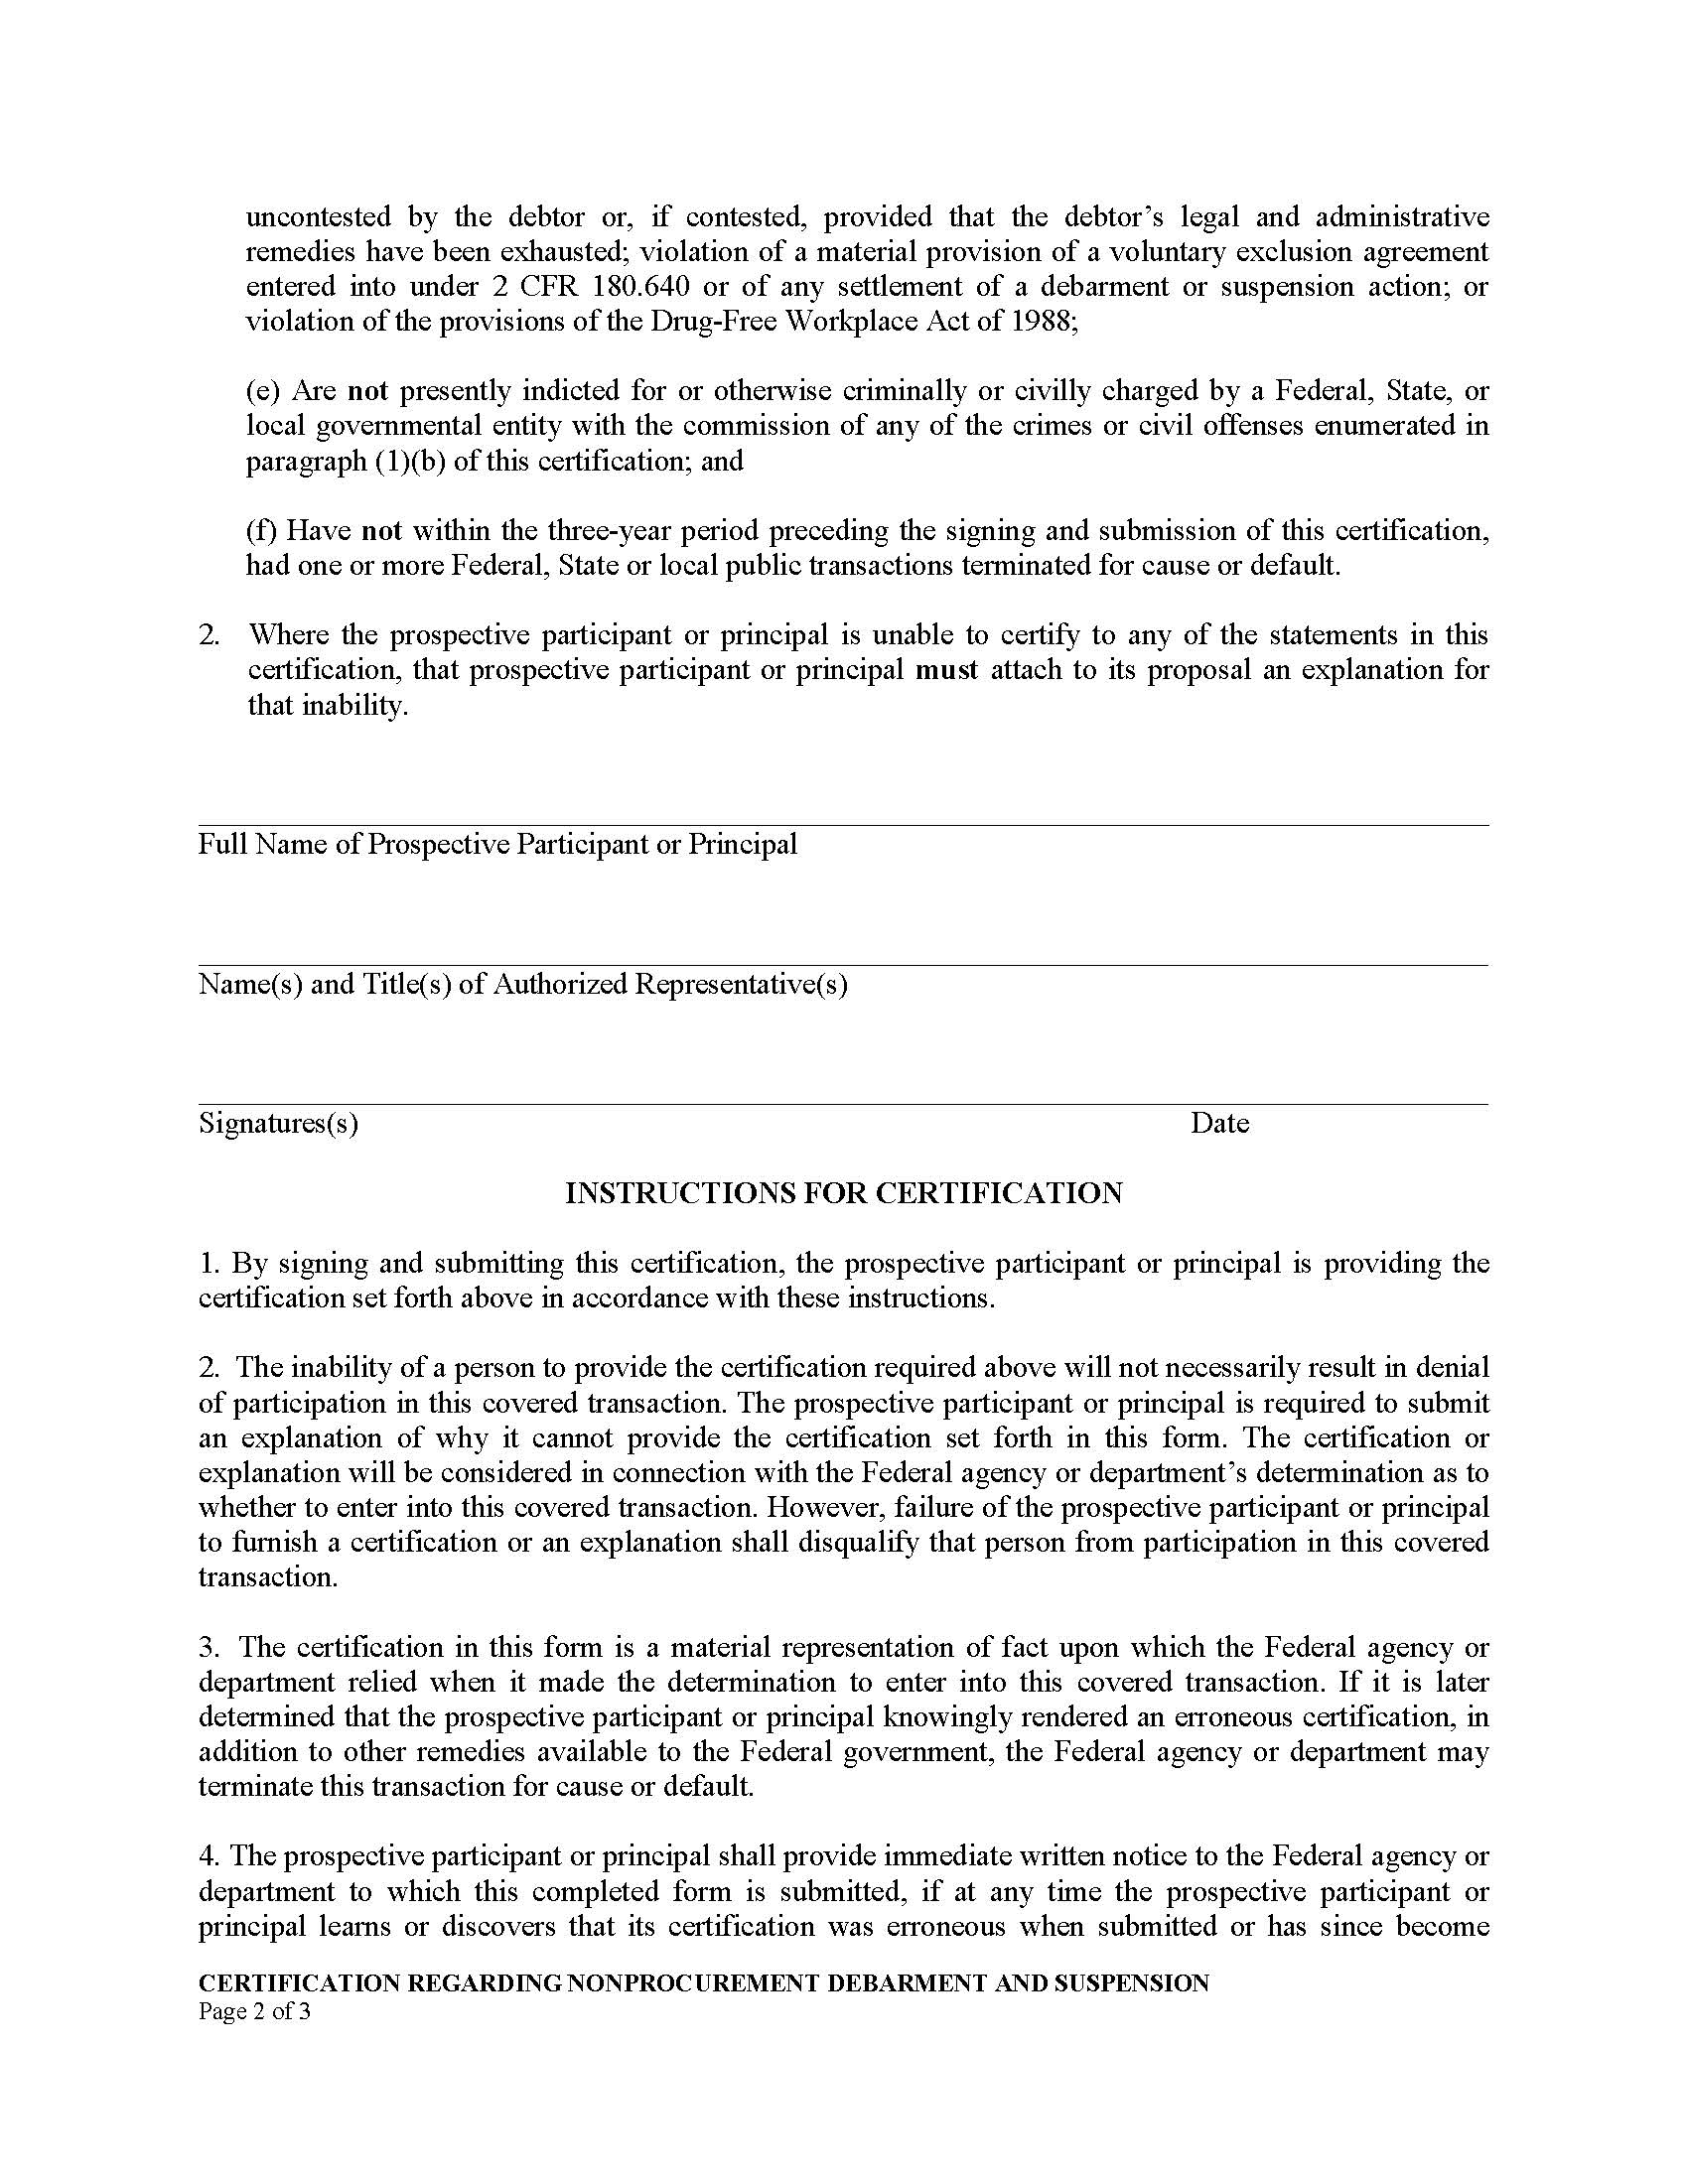 uncontested by the debtor or, if contested, provided that the debtor’s legal and administrative
remedies have been exhausted; violation of a material provision of a voluntary exclusion agreement
entered into under 2 CFR 180.640 or of any settlement of a debarment or suspension action; or
violation of the provisions of the Drug-Free Workplace Act of 1988;
(e) Are not presently indicted for or otherwise criminally or civilly charged by a Federal, State, or
local governmental entity with the commission of any of the crimes or civil offenses enumerated in
paragraph (1)(b) of this certification; and
(f) Have not within the three-year period preceding the signing and submission of this certification,
had one or more Federal, State or local public transactions terminated for cause or default.
2. Where the prospective participant or principal is unable to certify to any of the statements in this
certification, that prospective participant or principal must attach to its proposal an explanation for
that inability.
Full Name of Prospective Participant or Principal
Name(s) and Title(s) of Authorized Representative(s)
Signatures(s) Date
INSTRUCTIONS FOR CERTIFICATION
1. By signing and submitting this certification, the prospective participant or principal is providing the
certification set forth above in accordance with these instructions.
2. The inability of a person to provide the certification required above will not necessarily result in denial
of participation in this covered transaction. The prospective participant or principal is required to submit
an explanation of why it cannot provide the certification set forth in this form. The certification or
explanation will be considered in connection with the Federal agency or department’s determination as to
whether to enter into this covered transaction. However, failure of the prospective participant or principal
to furnish a certification or an explanation shall disqualify that person from participation in this covered
transaction.
3. The certification in this form is a material representation of fact upon which the Federal agency or
department relied when it made the determination to enter into this covered transaction. If it is later
determined that the prospective participant or principal knowingly rendered an erroneous certification, in
addition to other remedies available to the Federal government, the Federal agency or department may
terminate this transaction for cause or default.
4. The prospective participant or principal shall provide immediate written notice to the Federal agency or
department to which this completed form is submitted, if at any time the prospective participant or
principal learns or discovers that its certification was erroneous when submitted or has since become
CERTIFICATION REGARDING NONPROCUREMENT DEBARMENT AND SUSPENSION
Page 2 of 3